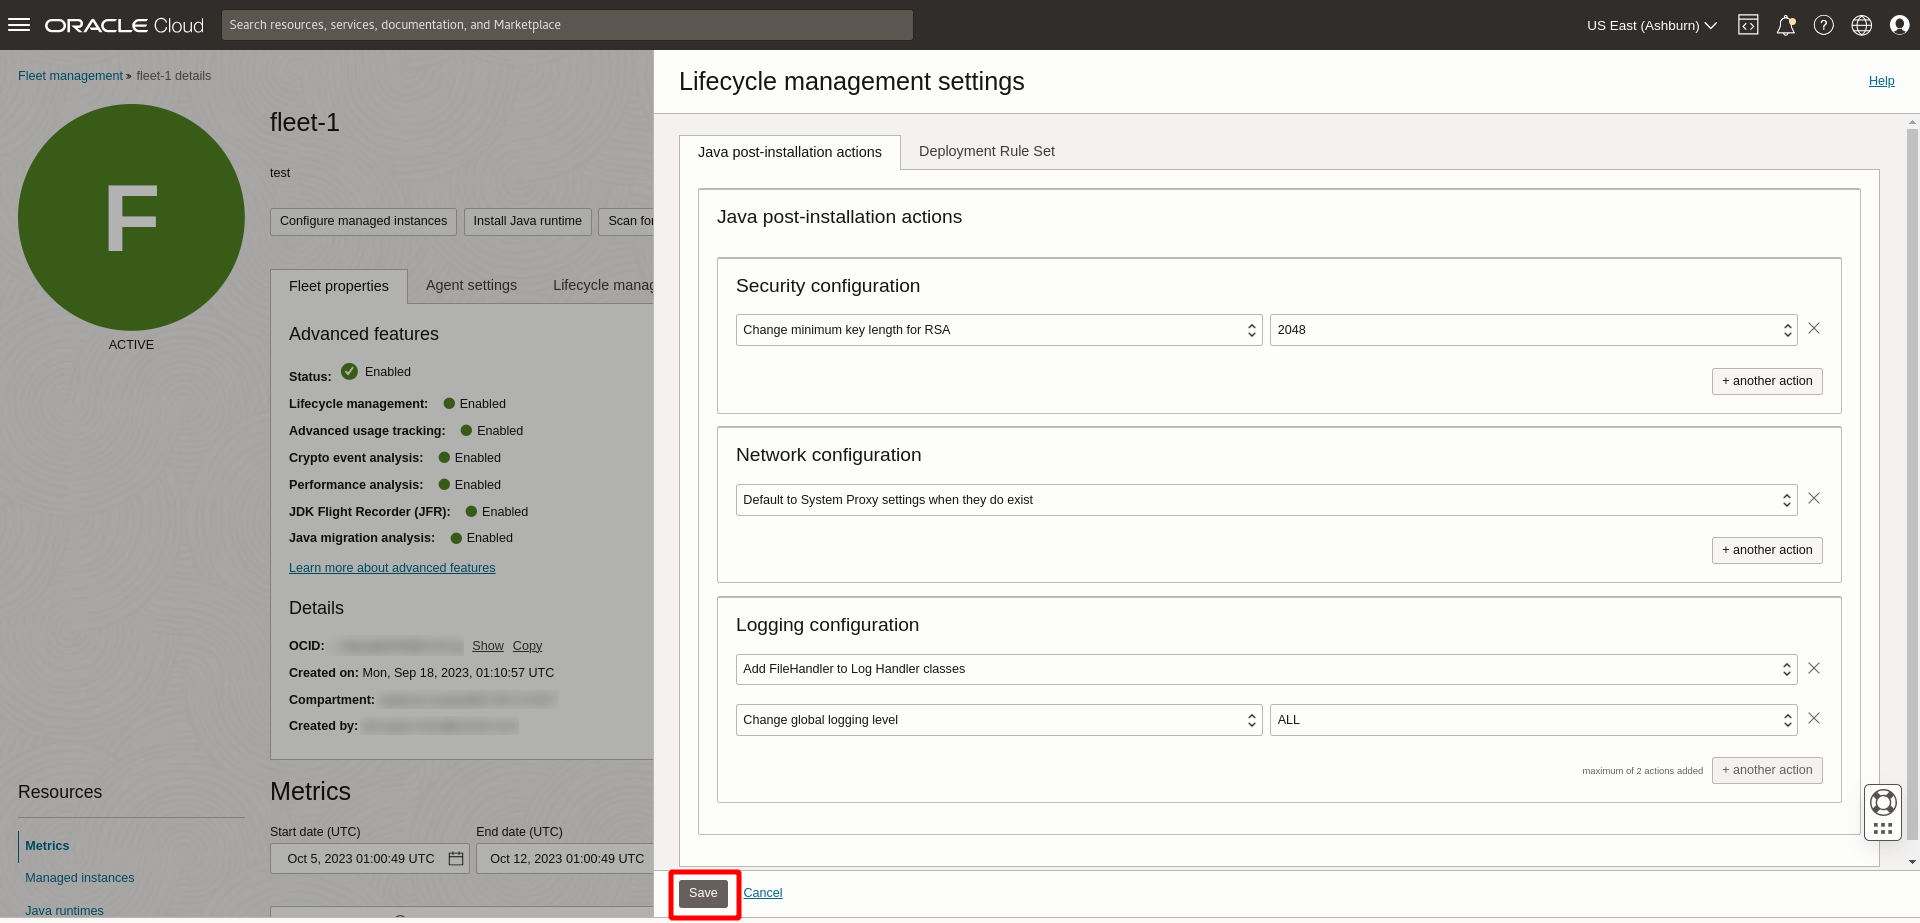 ORACLE Cloud
Search resources, services, documentation, and Marketplace
US East (Ashburn)
Fleet management » fleet-1 details
F
ACTIVE
fleet-1
test
Configure managed instances
Install Java runtime
Scan for
Fleet properties
Agent settings
Lifecycle manag
Advanced features
Status: Enabled
Lifecycle management: Enabled
Advanced usage tracking: Enabled
Crypto event analysis: Enabled
Performance analysis: Enabled
JDK Flight Recorder (JFR): Enabled
Java migration analysis: Enabled
Learn more about advanced features
Details
OCID: Show Copy
Created on: Mon, Sep 18, 2023, 01:10:57 UTC
Compartment:
Created by:
Resources
Metrics
Managed instances
Java runtimes
Metrics
Start date (UTC)
End date (UTC)
Oct 5, 2023 01:00:49 UTC
Oct 12, 2023 01:00:49 UTC
Lifecycle management settings
Help
Java post-installation actions
Deployment Rule Set
Java post-installation actions
Security configuration
Change minimum key length for RSA
2048
+ another action
Network configuration
Default to System Proxy settings when they do exist
+ another action
Logging configuration
Add FileHandler to Log Handler classes
Change global logging level
ALL
maximum of 2 actions added
+ another action
Save
Cancel